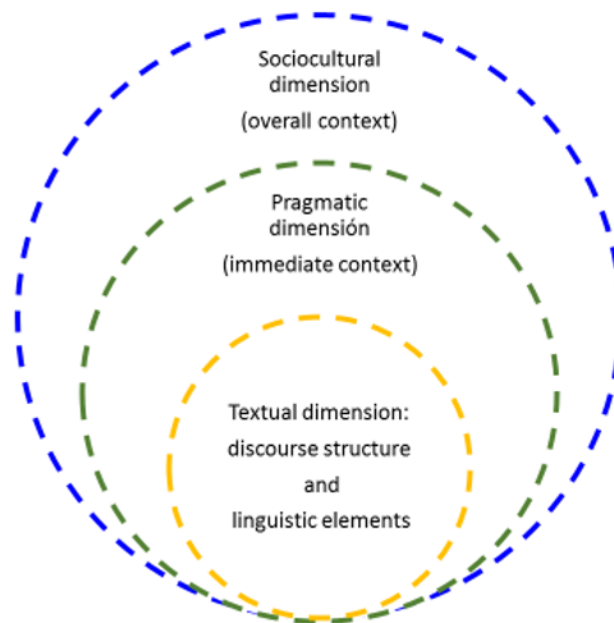 Sociocultural
dimension
(overall context)
Pragmatic
dimensión
(immediate context)
Textual dimension:
discourse structure
and
linguistic elements